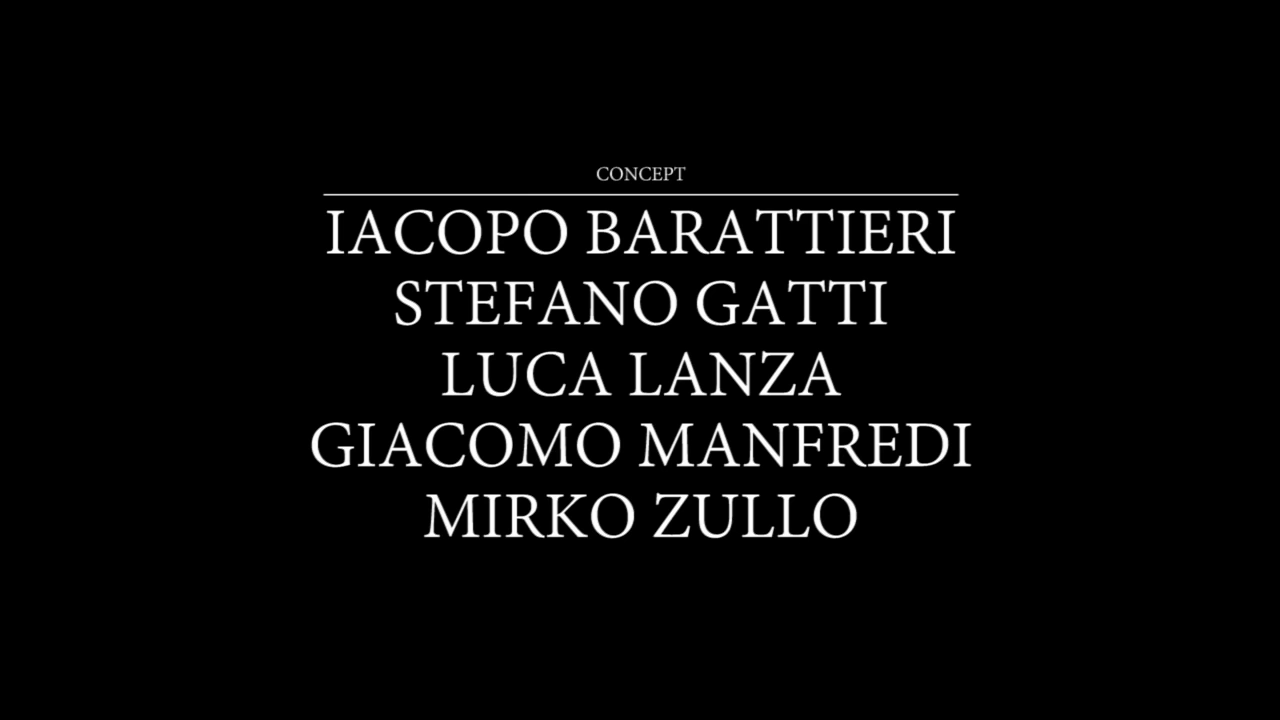 CONCEPT
IACOPO BARATTIERI
STEFANO GATTI
LUCA LANZA
GIACOMO MANFREDI
MIRKO ZULLO